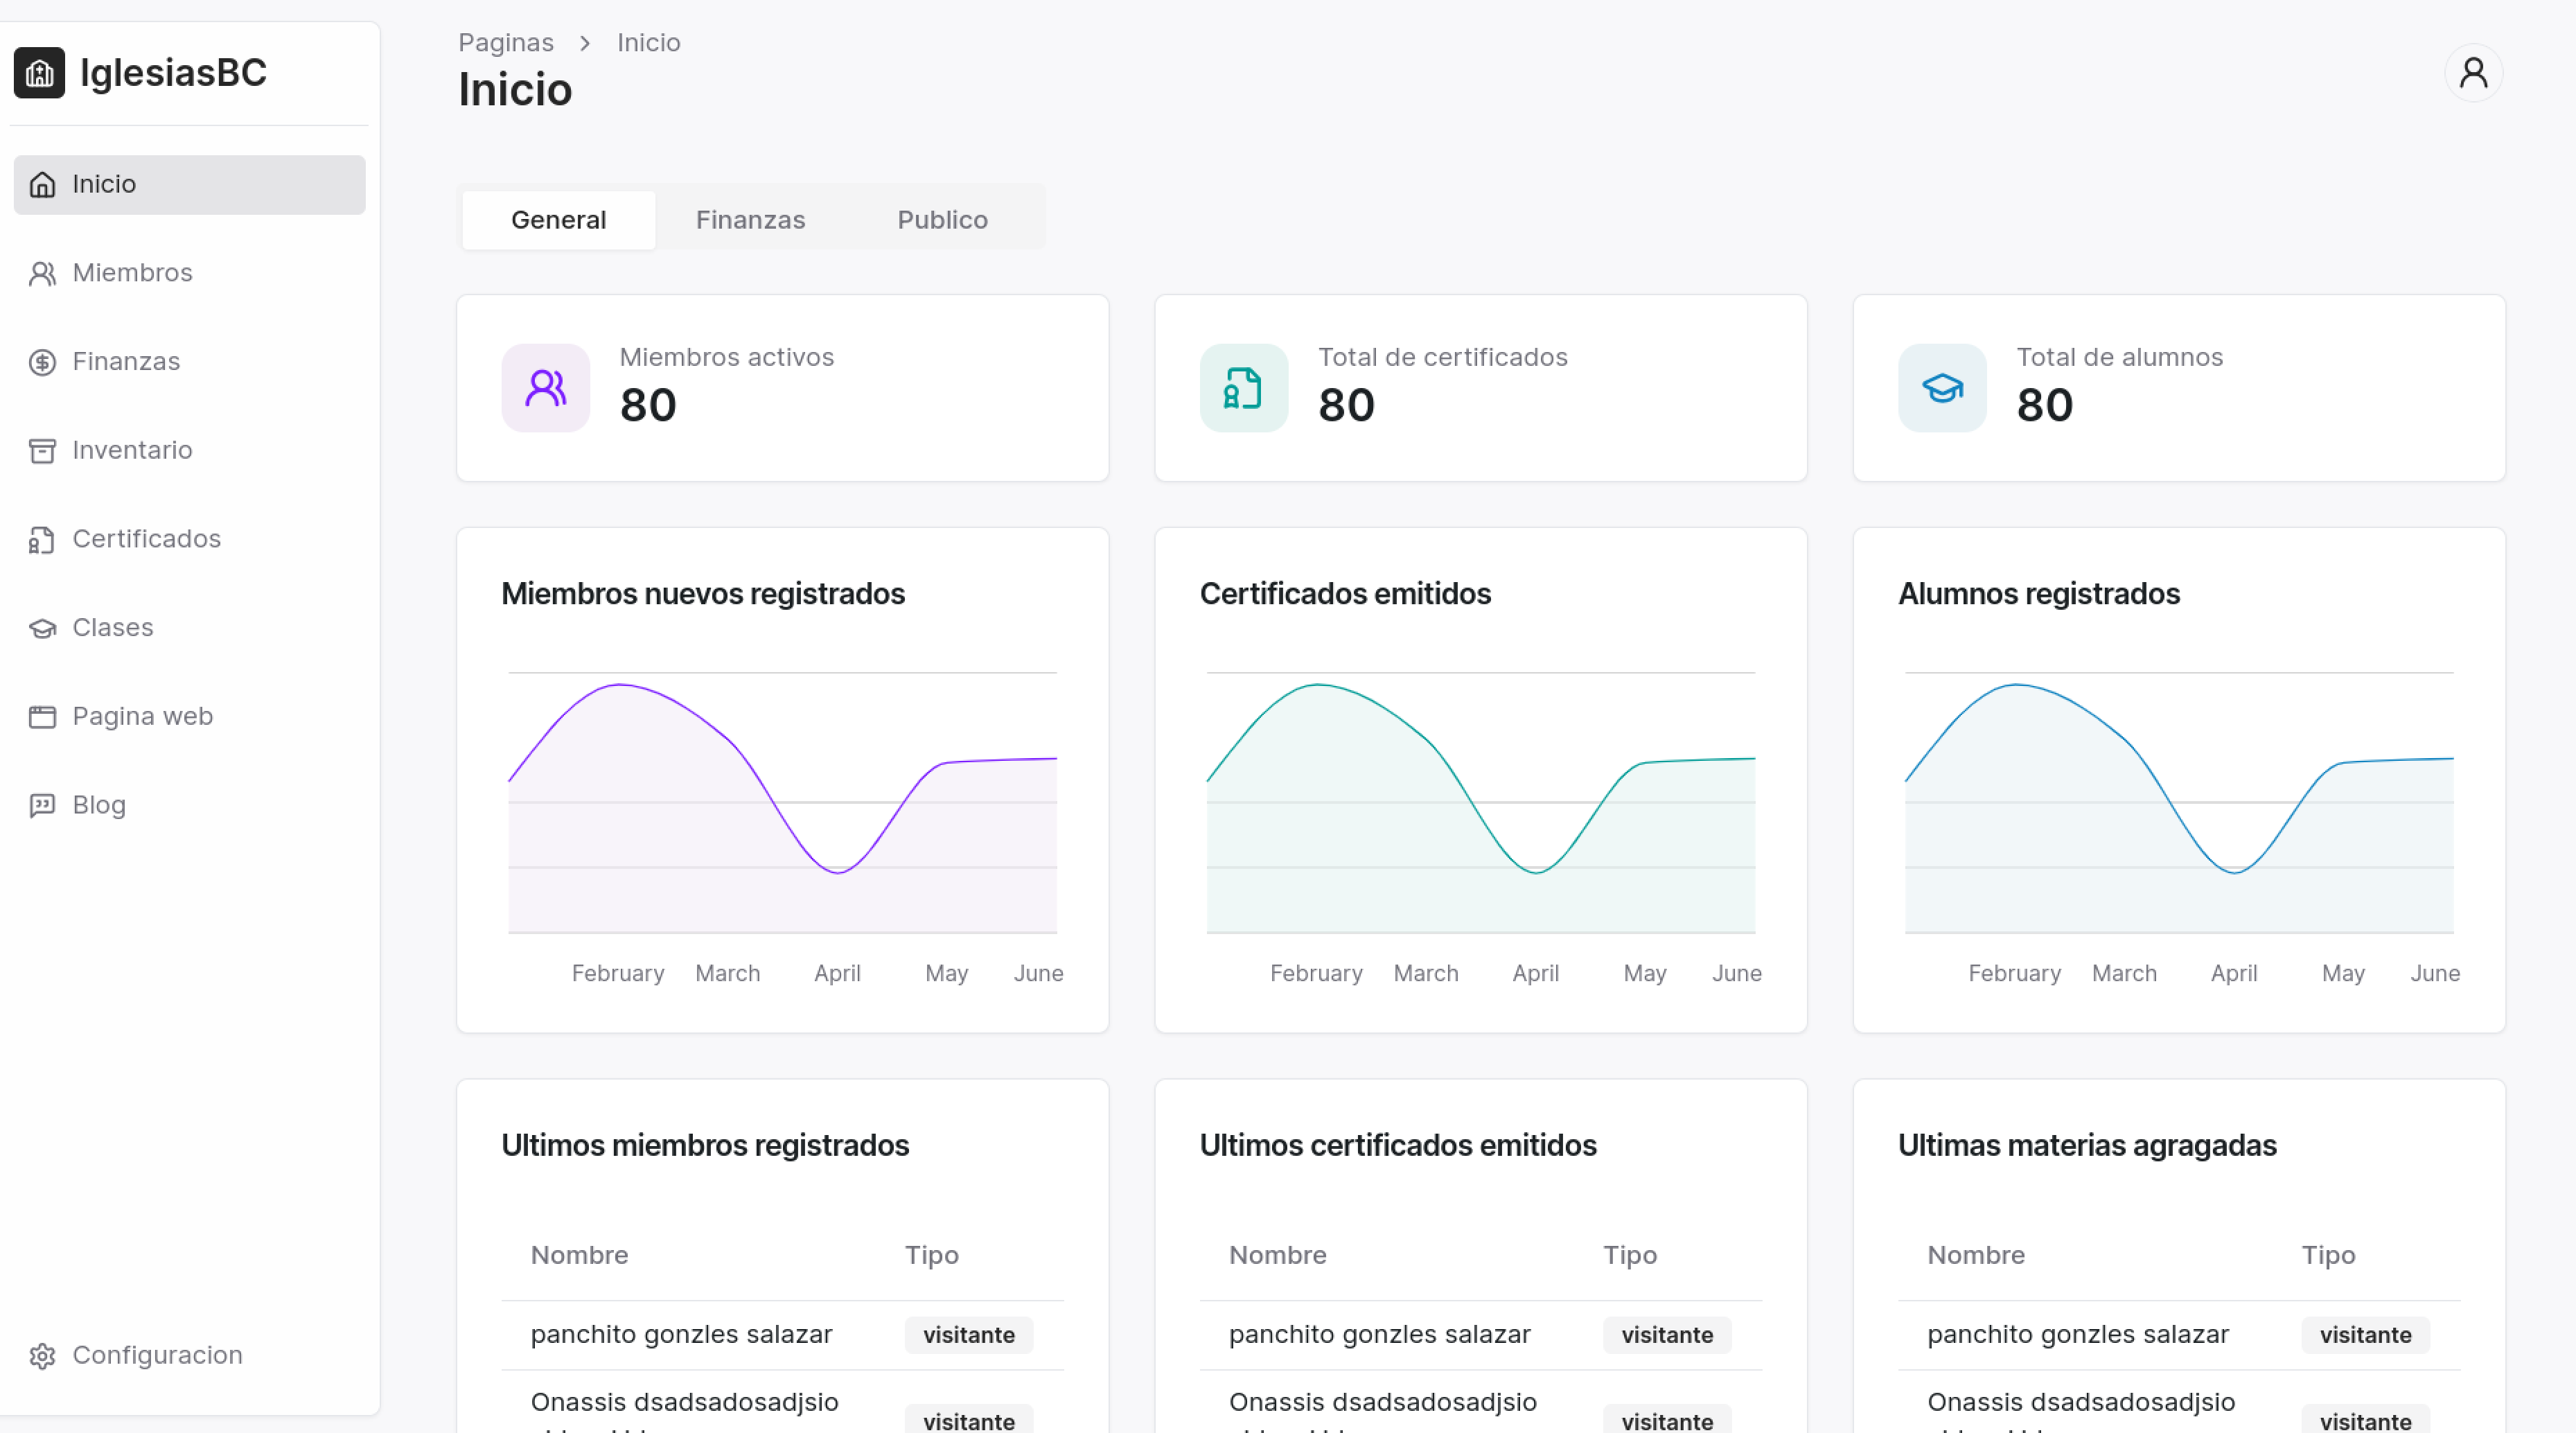 IglesiasBC
Inicio
Miembros
Finanzas
Inventario
Certificados
Clases
Pagina web
Blog
Configuracion
Paginas > Inicio
Inicio
General Finanzas Publico
Miembros activos
80
Total de certificados
80
Total de alumnos
80
Miembros nuevos registrados
February March April May June
Certificados emitidos
February March April May June
Alumnos registrados
February March April May June
Ultimos miembros registrados
Nombre Tipo
panchito gonzles salazar visitante
Onassis dsadsadosadjsio visitante
Ultimos certificados emitidos
Nombre Tipo
panchito gonzles salazar visitante
Onassis dsadsadosadjsio visitante
Ultimas materias agragadas
Nombre Tipo
panchito gonzles salazar visitante
Onassis dsadsadosadjsio visitante